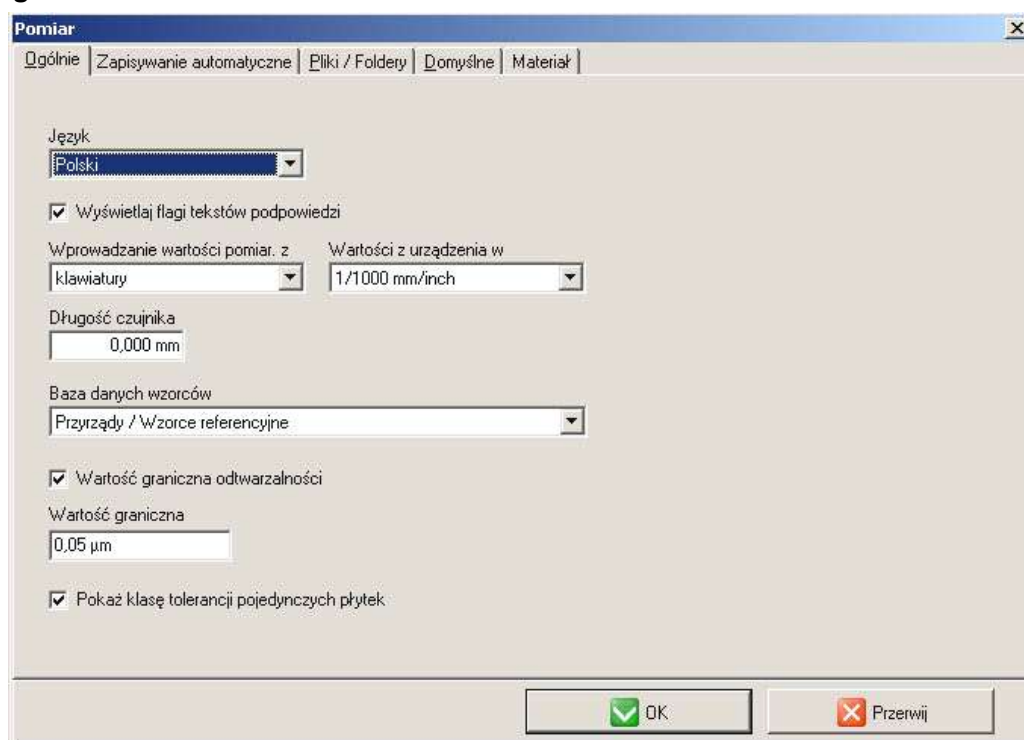 Pomiar
Ogólnie Zapisywanie automatyczne Pliki / Foldery Domyślne Materiał
Język
Polski
Wyświetlaj flagi tekstów podpowiedzi
Wprowadzanie wartości pomiar. z Wartości z urządzenia w
klawiatury 1/1000 mm/inch
Długość czujnika
0,000 mm
Baza danych wzorców
Przyrządy / Wzorce referencyjne
Wartość graniczna odtwarzalności
Wartość graniczna
0,05 µm
Pokaż klasę tolerancji pojedynczych płytek
OK Przerwij